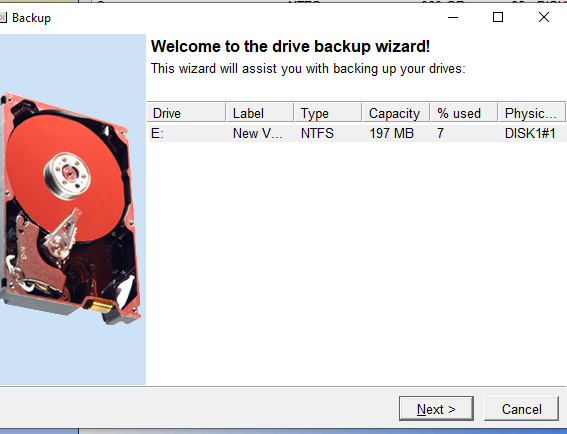 Backup
Welcome to the drive backup wizard!
This wizard will assist you with backing up your drives:
Drive Label Type Capacity % used Physic...
E: New V... NTFS 197 MB 7 DISK1#1
Next >
Cancel